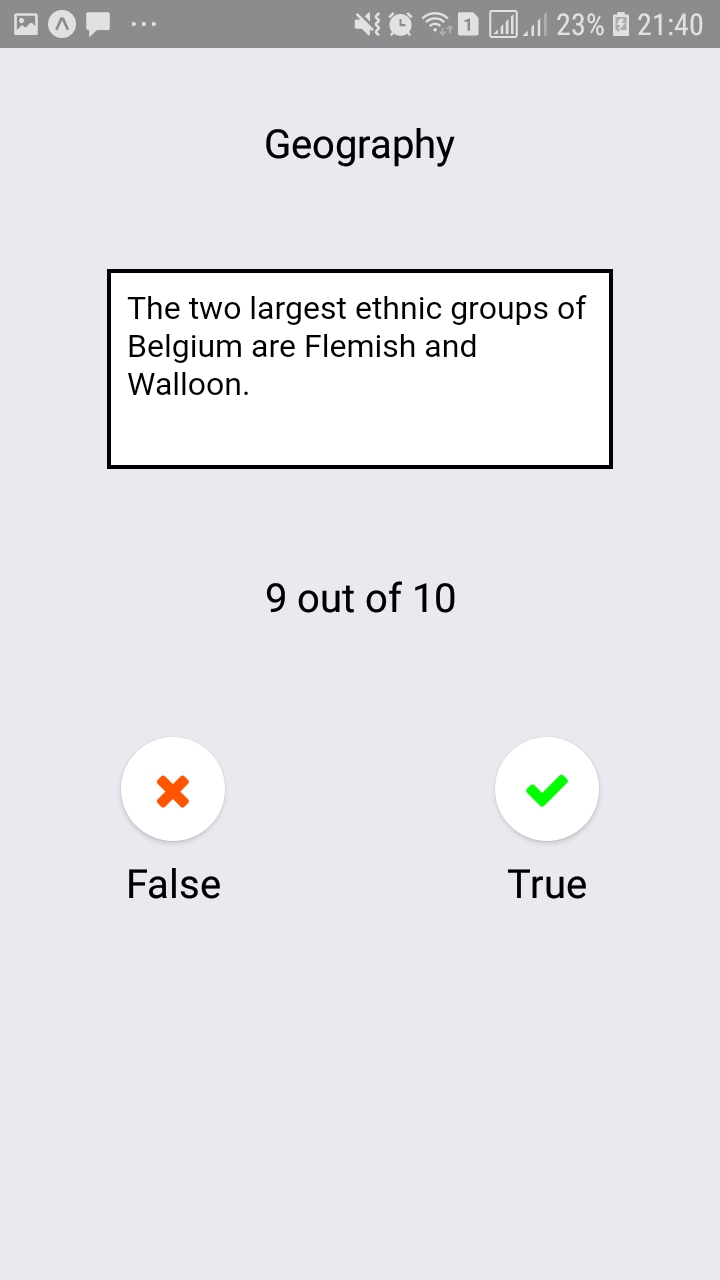 1 23% 21:40
Geography
The two largest ethnic groups of
Belgium are Flemish and
Walloon.
9 out of 10
False
True